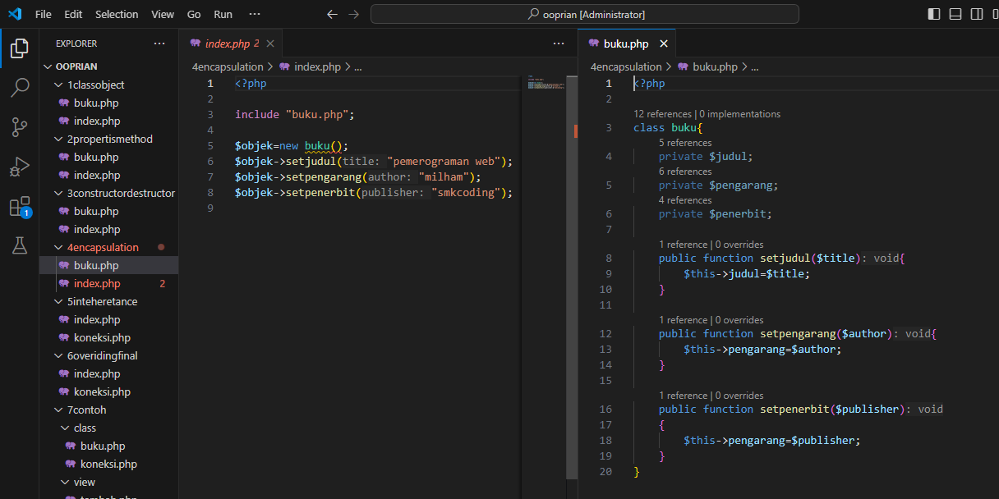 File Edit Selection View Go Run ··· ← → ooprian [Administrator]
EXPLORER ···
OOPRIAN
1classobject
buku.php
index.php
2propertismethod
buku.php
index.php
3constructordestructor
buku.php
index.php
4encapsulation
buku.php
index.php 2
5inteheretance
index.php
koneksi.php
6overidingfinal
index.php
koneksi.php
7contoh
class
buku.php
koneksi.php
view
1
index.php 2 ×
4encapsulation > index.php > ...
1 <?php
2
3 include "buku.php";
4
5 $objek=new buku();
6 $objek->setjudul(title: "pemerograman web");
7 $objek->setpengarang(author: "milham");
8 $objek->setpenerbit(publisher: "smkcoding");
9
buku.php ×
4encapsulation > buku.php > ...
1 <?php
2
12 references | 0 implementations
3 class buku{
5 references
4 private $judul;
6 references
5 private $pengarang;
4 references
6 private $penerbit;
7
1 reference | 0 overrides
8 public function setjudul($title): void{
9 $this->judul=$title;
10 }
11
1 reference | 0 overrides
12 public function setpengarang($author): void{
13 $this->pengarang=$author;
14 }
15
1 reference | 0 overrides
16 public function setpenerbit($publisher): void
17 {
18 $this->pengarang=$publisher;
19 }
20 }